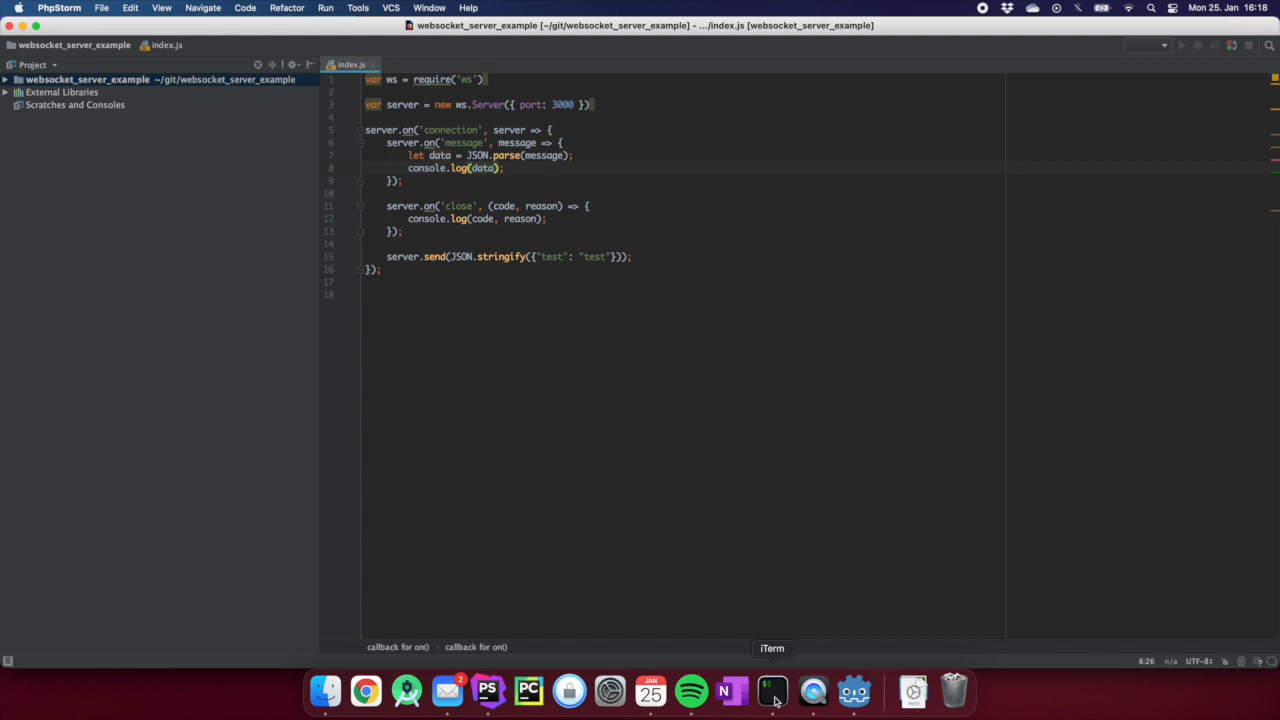 PhpStorm File Edit View Navigate Code Refactor Run Tools VCS Window Help Mon 25. Jan 16:18
websocket_server_example [~/git/websocket_server_example] - .../index.js [websocket_server_example]
websocket_server_example index.js
Project index.js
websocket_server_example ~/git/websocket_server_example
External Libraries
Scratches and Consoles
1 var ws = require('ws')
2
3 var server = new ws.Server({ port: 3000 })
4
5 server.on('connection', server => {
6 server.on('message', message => {
7 let data = JSON.parse(message);
8 console.log(data);
9 });
10
11 server.on('close', (code, reason) => {
12 console.log(code, reason);
13 });
14
15 server.send(JSON.stringify({"test": "test"}));
16 });
17
18
callback for on() callback for on()
iTerm
8:26 n/a UTF-8
2
PS
PC
JAN
25
N
$
PROV